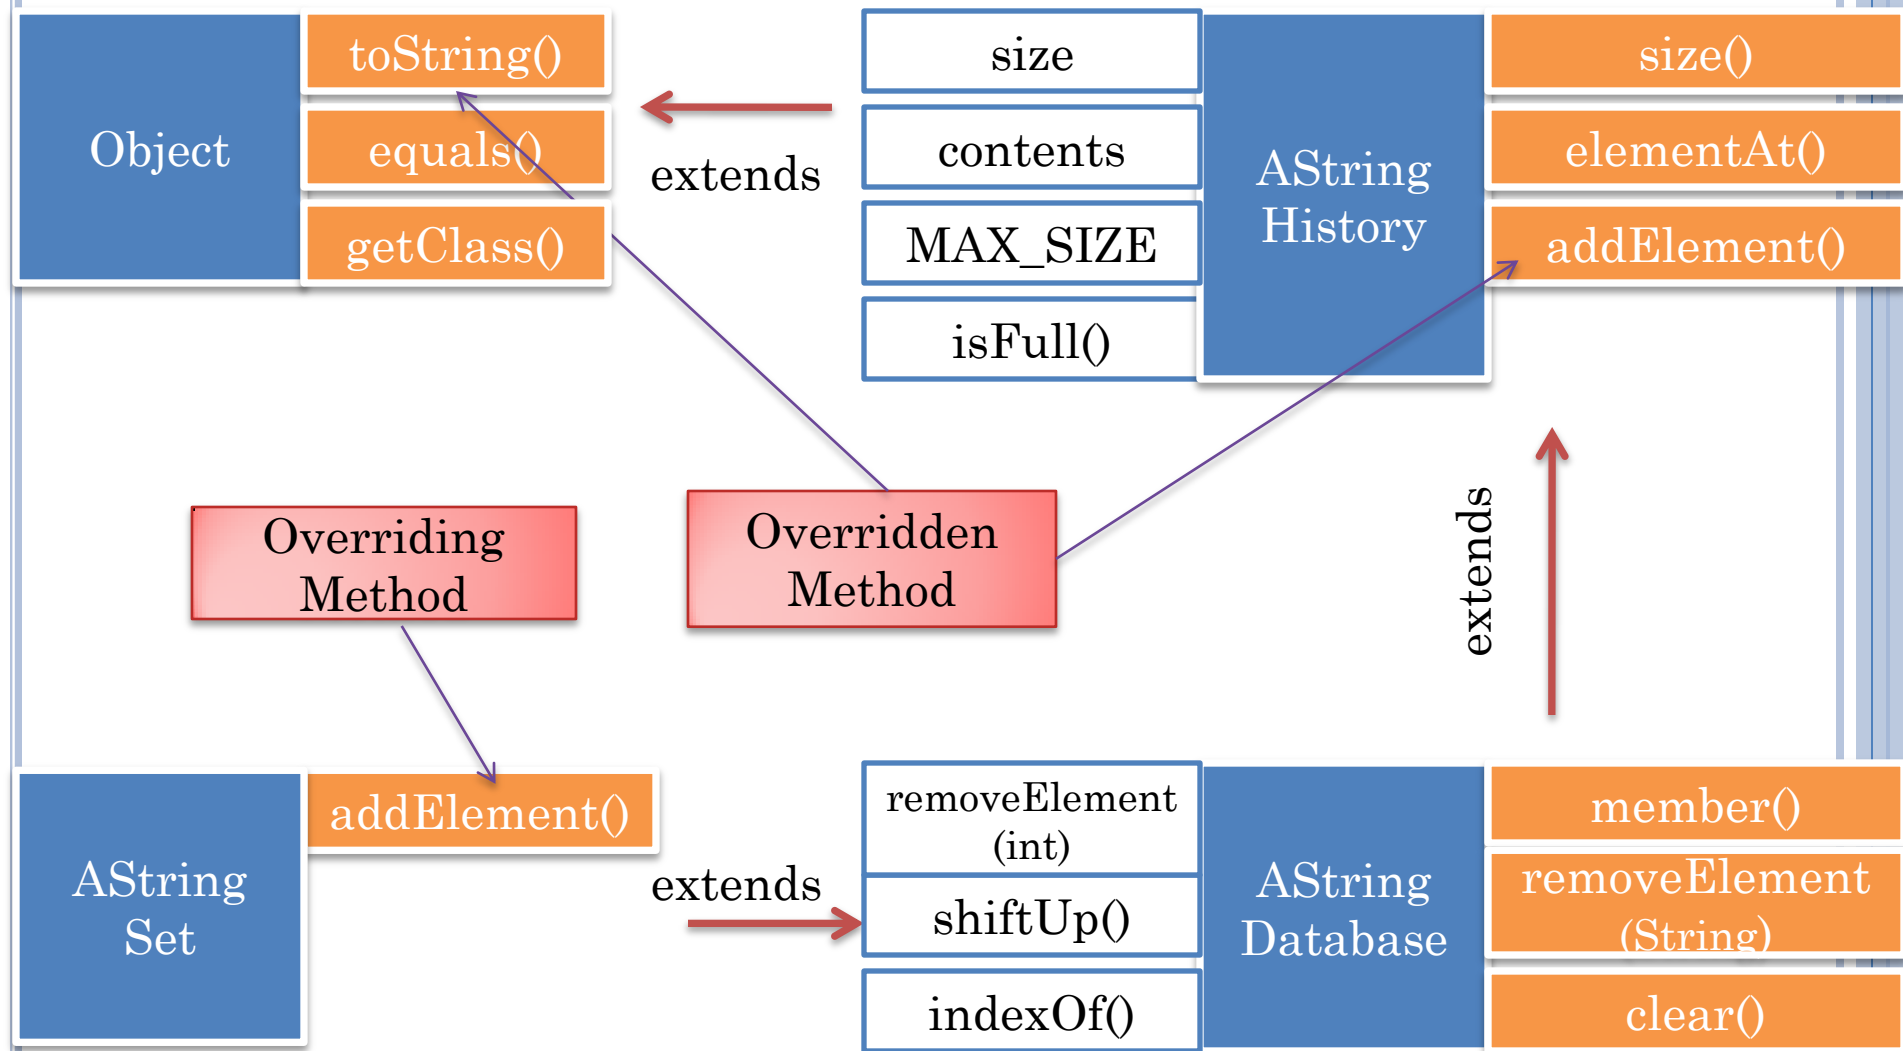 Object
toString()
equals()
getClass()
extends
size
contents
MAX_SIZE
isFull()
AString
History
size()
elementAt()
addElement()
Overriding
Method
Overridden
Method
extends
AString
Set
addElement()
extends
removeElement
(int)
shiftUp()
indexOf()
AString
Database
member()
removeElement
(String)
clear()